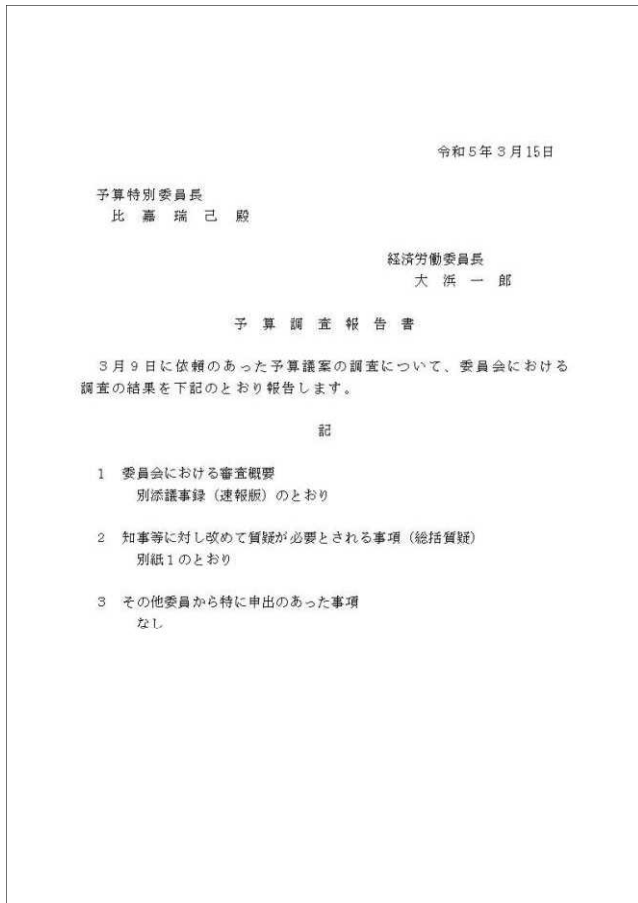 令和5年3月15日
予算特別委員長
比嘉瑞己殿
経済労働委員長
大浜一郎
予算調査報告書
3月9日に依頼のあった予算議案の調査について、委員会における
調査の結果を下記のとおり報告します。
記
1 委員会における審査概要
別添議事録（速報版）のとおり
2 知事等に対し改めて質疑が必要とされる事項（総括質疑）
別紙1のとおり
3 その他委員から特に申出のあった事項
なし